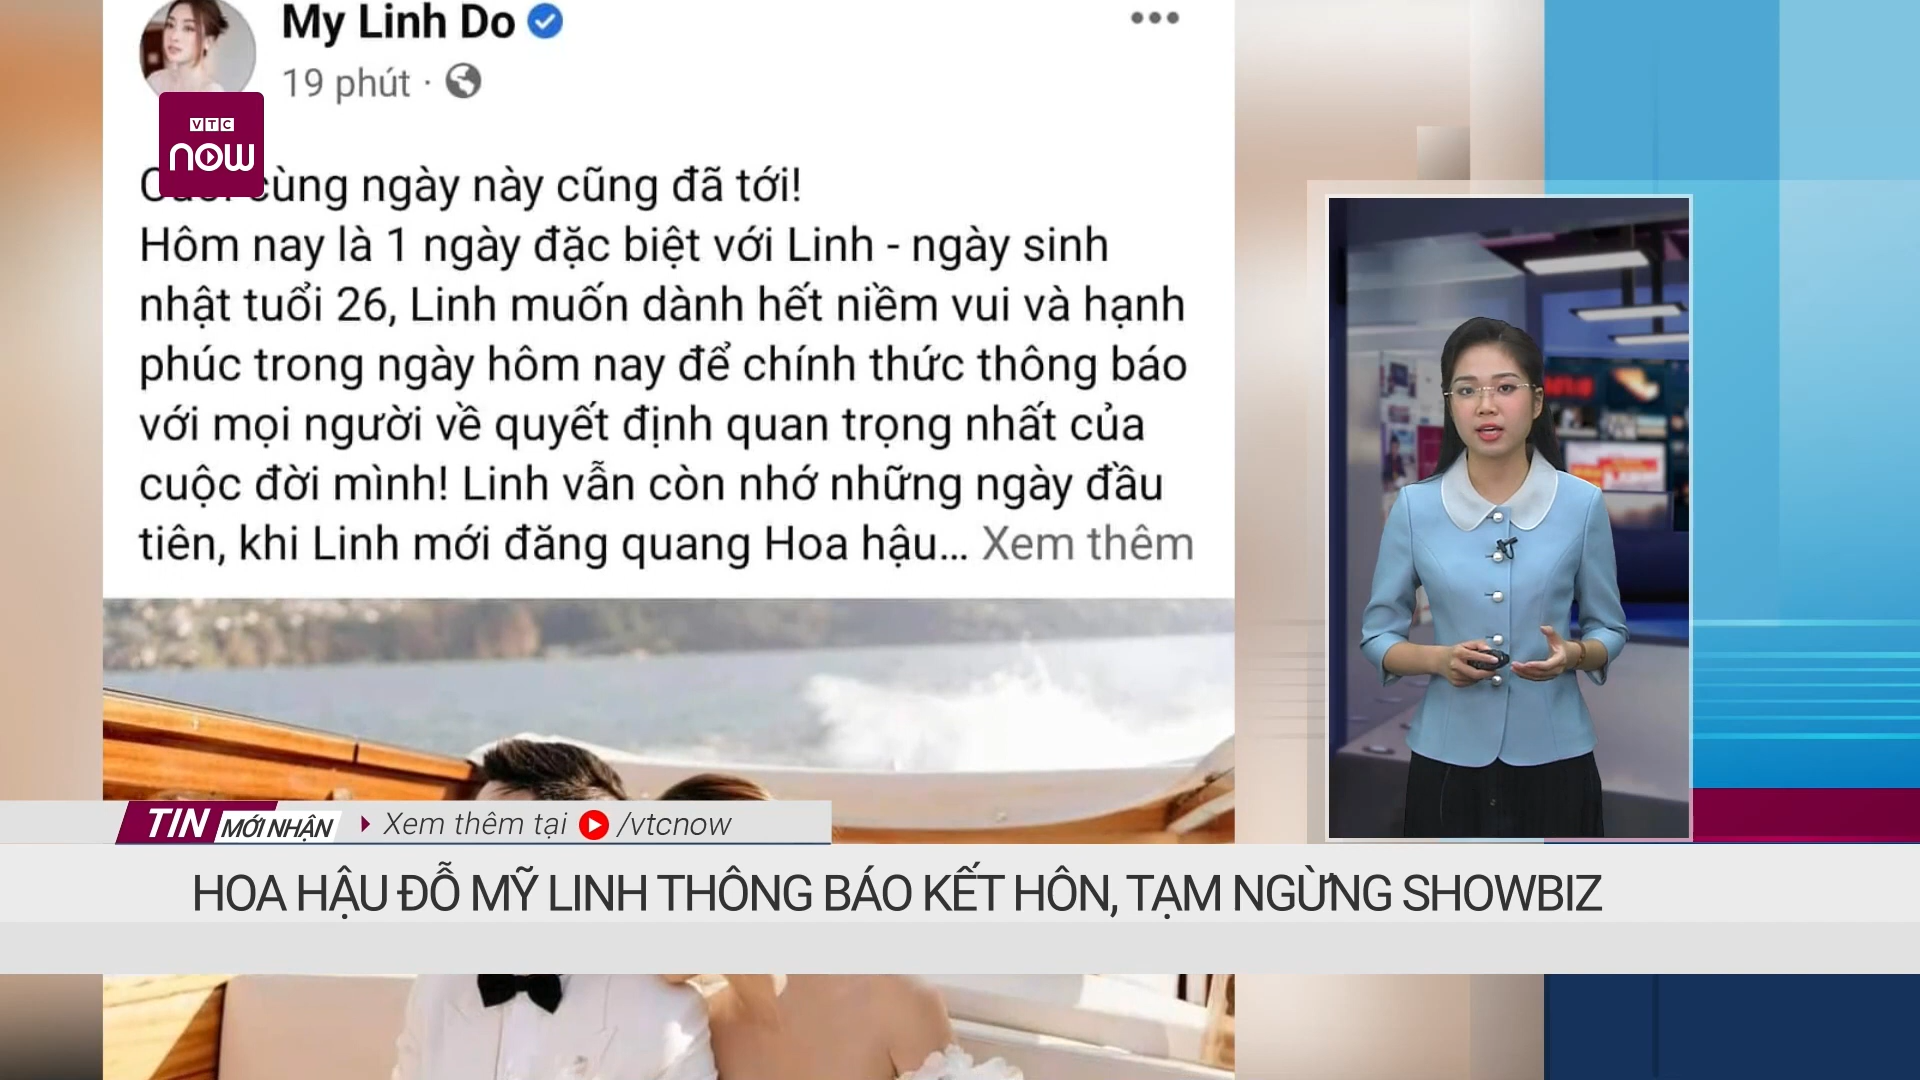 My Linh Do
19 phút ·
VTC
now
cùng ngày này cũng đã tới!
Hôm nay là 1 ngày đặc biệt với Linh - ngày sinh
nhật tuổi 26, Linh muốn dành hết niềm vui và hạnh
phúc trong ngày hôm nay để chính thức thông báo
với mọi người về quyết định quan trọng nhất của
cuộc đời mình! Linh vẫn còn nhớ những ngày đầu
tiên, khi Linh mới đăng quang Hoa hậu... Xem thêm
TIN MỚI NHẬN Xem thêm tại /vtcnow
HOA HẬU ĐỖ MỸ LINH THÔNG BÁO KẾT HÔN, TẠM NGỪNG SHOWBIZ